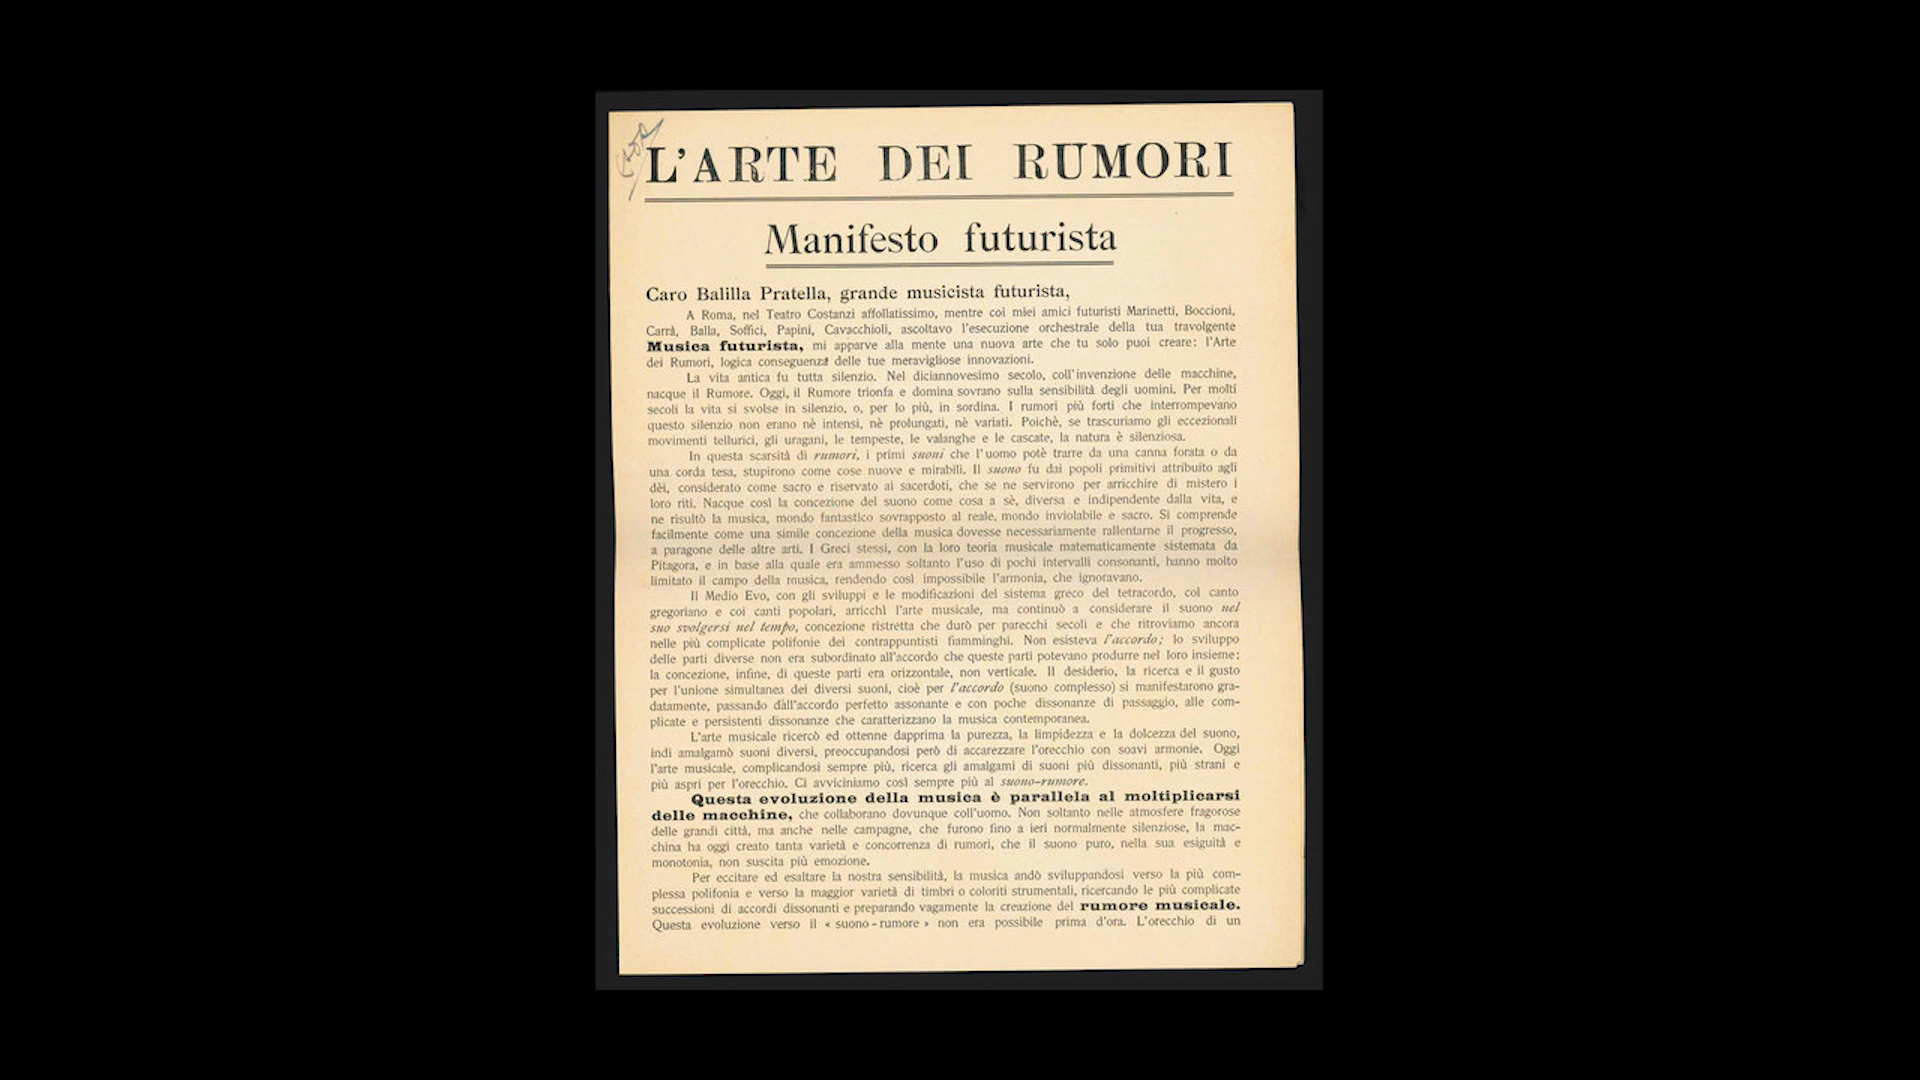 L'ARTE DEI RUMORI
Manifesto futurista
Caro Balilla Pratella, grande musicista futurista,
A Roma, nel Teatro Costanzi affollatissimo, mentre coi miei amici futuristi Marinetti, Boccioni,
Carrà, Balla, Soffici, Papini, Cavacchioli, ascoltavo l'esecuzione orchestrale della tua travolgente
Musica futurista, mi apparve alla mente una nuova arte che tu solo puoi creare: l'Arte
dei Rumori, logica conseguenza delle tue meravigliose innovazioni.
La vita antica fu tutta silenzio. Nel diciannovesimo secolo, coll'invenzione delle macchine,
nacque il Rumore. Oggi, il Rumore trionfa e domina sovrano sulla sensibilità degli uomini. Per molti
secoli la vita si svolse in silenzio, o, per lo più, in sordina. I rumori più forti che interrompevano
questo silenzio non erano nè intensi, nè prolungati, nè variati. Poichè, se trascuriamo gli eccezionali
movimenti tellurici, gli uragani, le tempeste, le valanghe e le cascate, la natura è silenziosa.
In questa scarsità di rumori, i primi suoni che l'uomo potè trarre da una canna forata o da
una corda tesa, stupirono come cose nuove e mirabili. Il suono fu dai popoli primitivi attribuito agli
dèi, considerato come sacro e riservato ai sacerdoti, che se ne servirono per arricchire di mistero i
loro riti. Nacque così la concezione del suono come cosa a sè, diversa e indipendente dalla vita, e
ne risultò la musica, mondo fantastico sovrapposto al reale, mondo inviolabile e sacro. Si comprende
facilmente come una simile concezione della musica dovesse necessariamente rallentarne il progresso,
a paragone delle altre arti. I Greci stessi, con la loro teoria musicale matematicamente sistemata da
Pitagora, e in base alla quale era ammesso soltanto l'uso di pochi intervalli consonanti, hanno molto
limitato il campo della musica, rendendo così impossibile l'armonia, che ignoravano.
Il Medio Evo, con gli sviluppi e le modificazioni del sistema greco del tetracordo, col canto
gregoriano e coi canti popolari, arricchì l'arte musicale, ma continuò a considerare il suono nel
suo svolgersi nel tempo, concezione ristretta che durò per parecchi secoli e che ritroviamo ancora
nelle più complicate polifonie dei contrappuntisti fiamminghi. Non esisteva l'accordo; lo sviluppo
delle parti diverse non era subordinato all'accordo che queste parti potevano produrre nel loro insieme;
la concezione, infine, di queste parti era orizzontale, non verticale. Il desiderio, la ricerca e il gusto
per l'unione simultanea dei diversi suoni, cioè per l'accordo (suono complesso) si manifestarono gra-
datamente, passando dall'accordo perfetto assonante e con poche dissonanze di passaggio, alle com-
plicate e persistenti dissonanze che caratterizzano la musica contemporanea.
L'arte musicale ricercò ed ottenne dapprima la purezza, la limpidezza e la dolcezza del suono,
indi amalgamò suoni diversi, preoccupandosi però di accarezzare l'orecchio con soavi armonie. Oggi
l'arte musicale, complicandosi sempre più, ricerca gli amalgami di suoni più dissonanti, più strani e
più aspri per l'orecchio. Ci avviciniamo così sempre più al suono-rumore.
Questa evoluzione della musica è parallela al moltiplicarsi
delle macchine, che collaborano dovunque coll'uomo. Non soltanto nelle atmosfere fragorose
delle grandi città, ma anche nelle campagne, che furono fino a ieri normalmente silenziose, la mac-
china ha oggi creato tanta varietà e concorrenza di rumori, che il suono puro, nella sua esiguità e
monotonia, non suscita più emozione.
Per eccitare ed esaltare la nostra sensibilità, la musica andò sviluppandosi verso la più com-
plessa polifonia e verso la maggior varietà di timbri o coloriti strumentali, ricercando le più complicate
successioni di accordi dissonanti e preparando vagamente la creazione del rumore musicale.
Questa evoluzione verso il « suono-rumore » non era possibile prima d'ora. L'orecchio di un